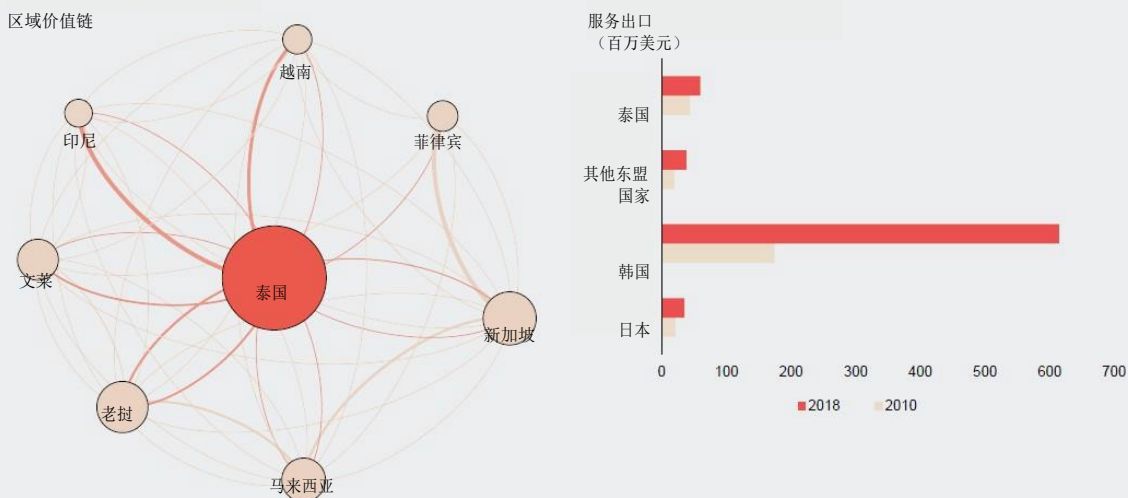 区域价值链
越南
印尼
菲律宾
文莱
泰国
新加坡
老挝
马来西亚
服务出口
（百万美元）
泰国
其他东盟
国家
韩国
日本
0 100 200 300 400 500 600 700
2018 2010